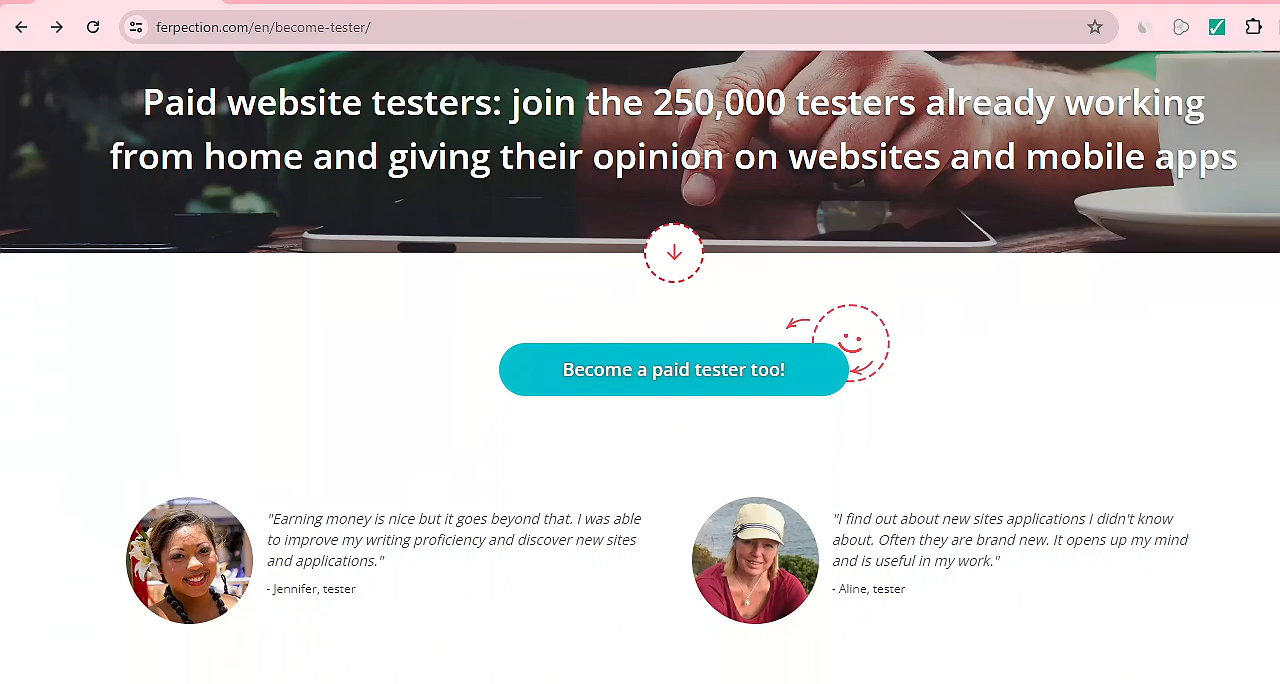 ferpection.com/en/become-tester/
Paid website testers: join the 250,000 testers already working
from home and giving their opinion on websites and mobile apps
Become a paid tester too!
"Earning money is nice but it goes beyond that. I was able
to improve my writing proficiency and discover new sites
and applications."
- Jennifer, tester
"I find out about new sites applications I didn't know
about. Often they are brand new. It opens up my mind
and is useful in my work."
- Aline, tester